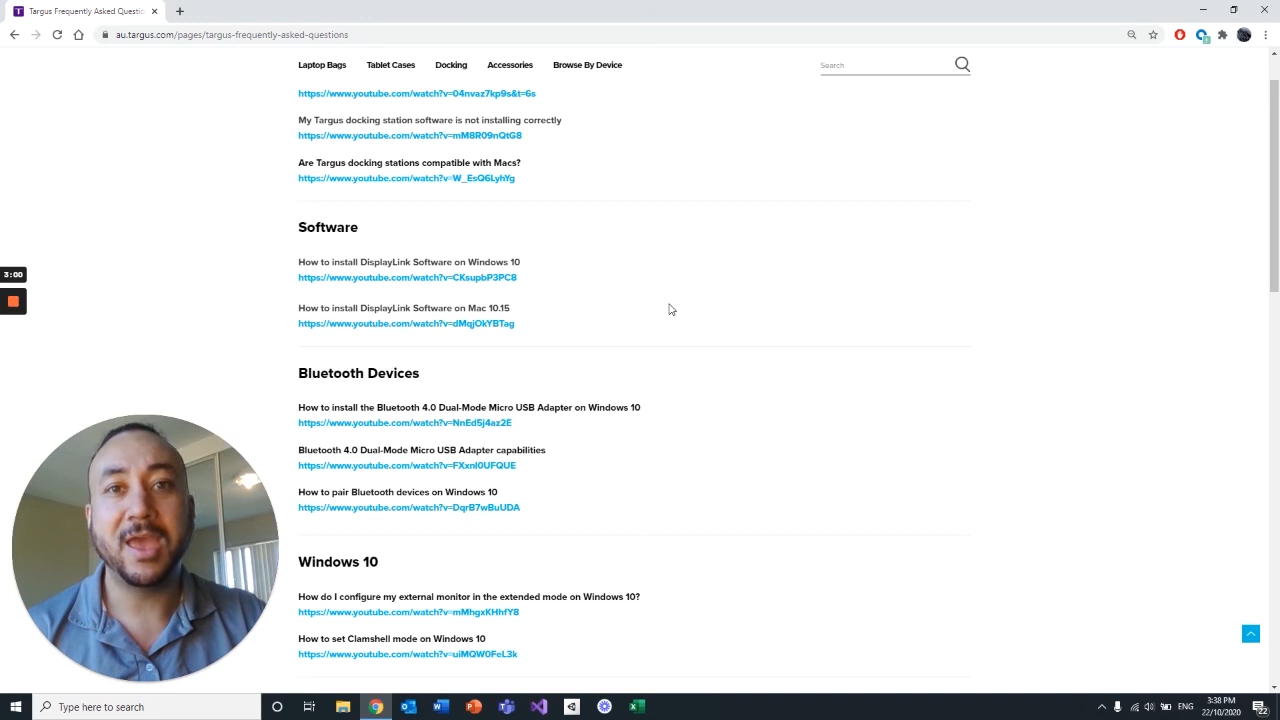 Targus Frequently Asked Question
au.targus.com/pages/targus-frequently-asked-questions
Laptop Bags
Tablet Cases
Docking
Accessories
Browse By Device
Search
https://www.youtube.com/watch?v=04nvaz7kp9s&t=6s
My Targus docking station software is not installing correctly
https://www.youtube.com/watch?v=mM8R09nQtG8
Are Targus docking stations compatible with Macs?
https://www.youtube.com/watch?v=W_EsQ6LyhYg
Software
How to install DisplayLink Software on Windows 10
https://www.youtube.com/watch?v=CKsupbP3PC8
3:00
How to install DisplayLink Software on Mac 10.15
https://www.youtube.com/watch?v=dMqjOkYBTag
Bluetooth Devices
How to install the Bluetooth 4.0 Dual-Mode Micro USB Adapter on Windows 10
https://www.youtube.com/watch?v=NnEd5j4az2E
Bluetooth 4.0 Dual-Mode Micro USB Adapter capabilities
https://www.youtube.com/watch?v=FXxnl0UFQUE
How to pair Bluetooth devices on Windows 10
https://www.youtube.com/watch?v=DqrB7wBuUDA
Windows 10
How do I configure my external monitor in the extended mode on Windows 10?
https://www.youtube.com/watch?v=mMhgxKHhfY8
How to set Clamshell mode on Windows 10
https://www.youtube.com/watch?v=uiMQW0FeL3k
Type here to search
ENG
3:38 PM
22/10/2020